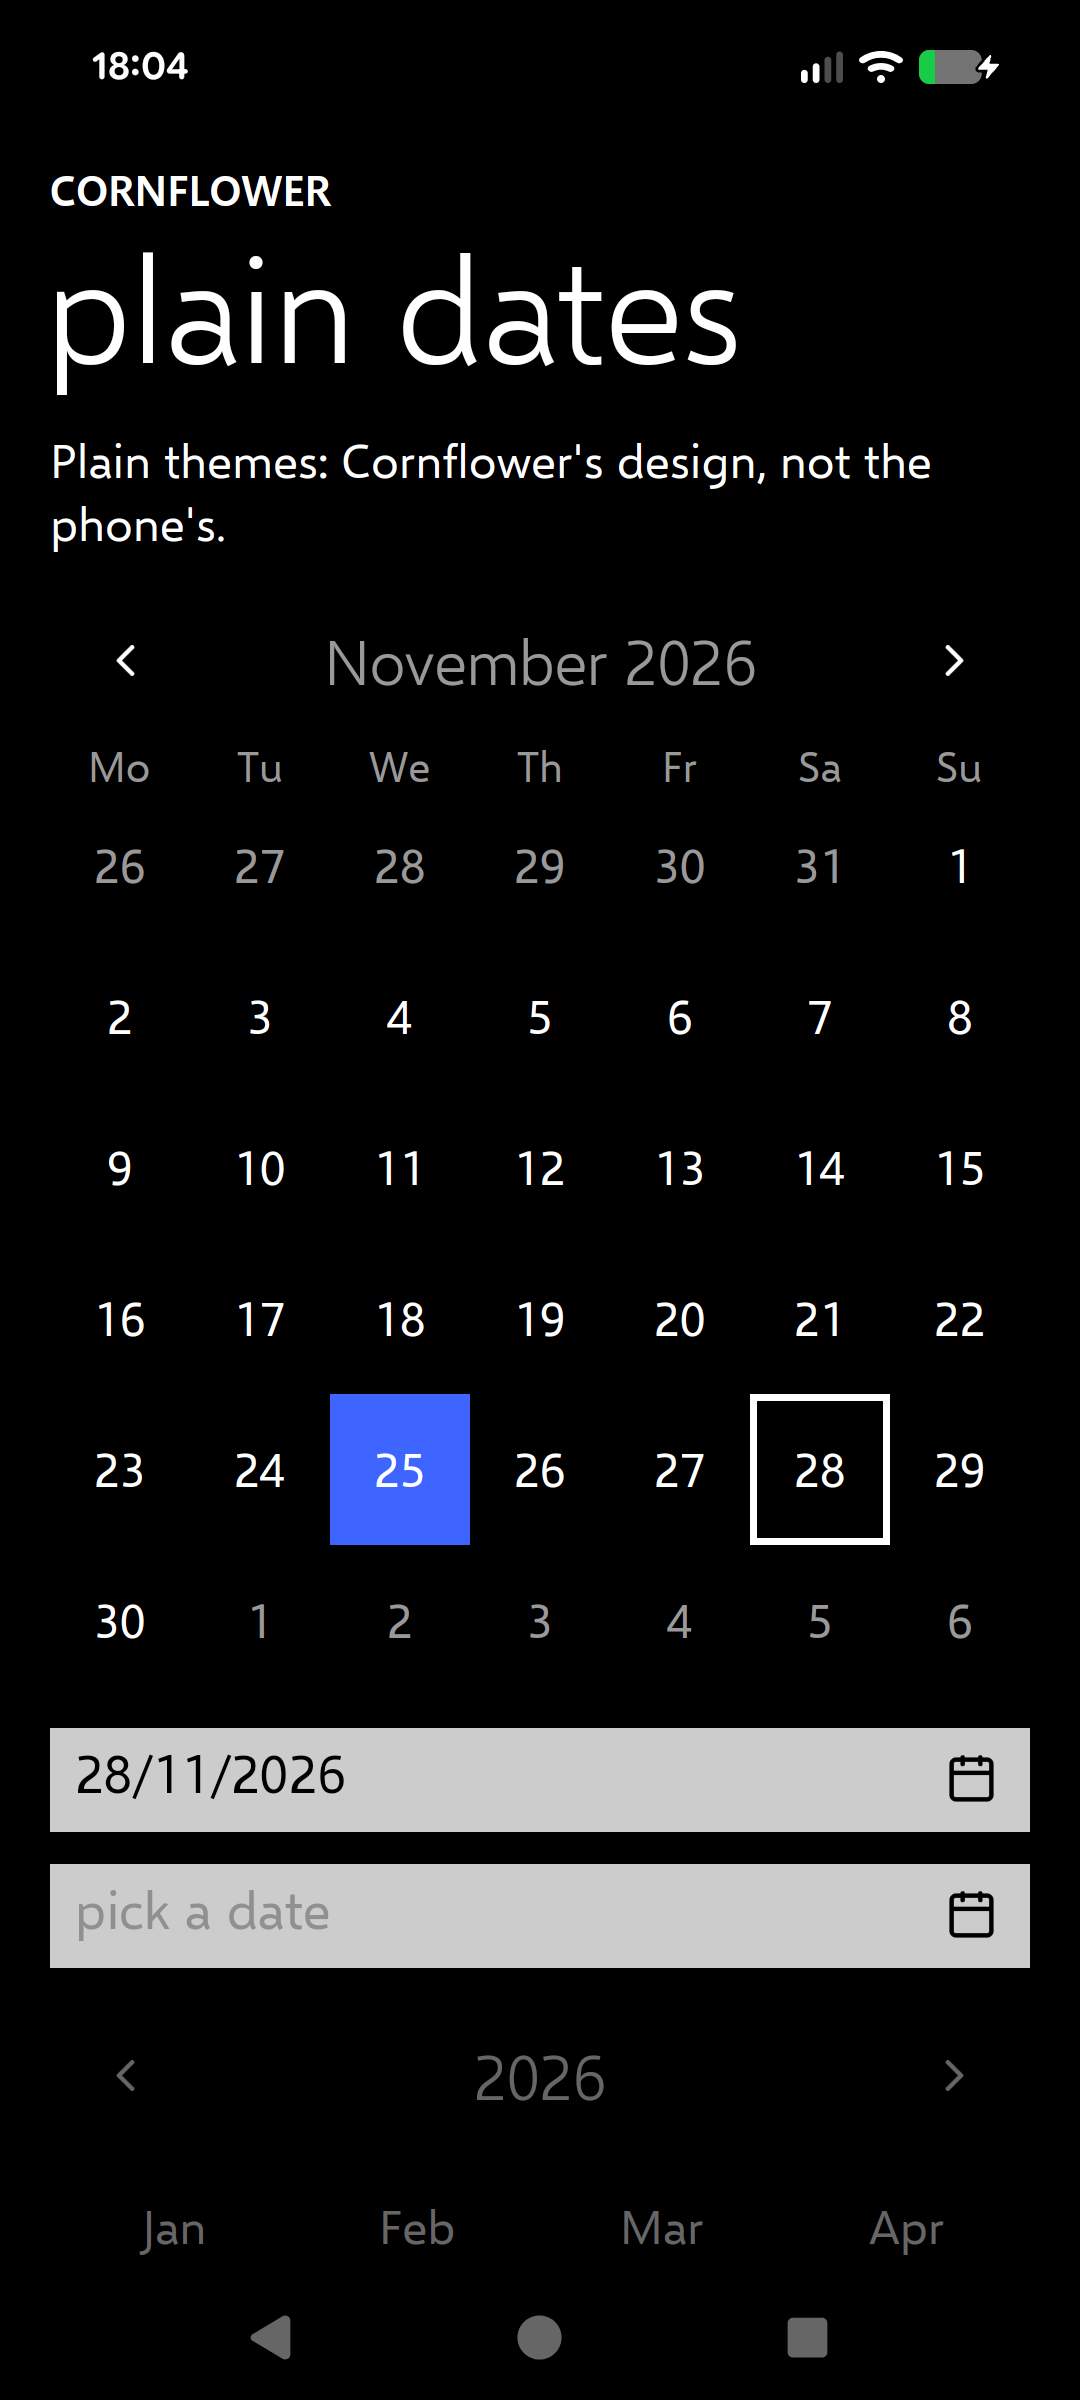 18:04
CORNFLOWER
plain dates
Plain themes: Cornflower's design, not the
phone's.
November 2026
Mo Tu We Th Fr Sa Su
26 27 28 29 30 31 1
2 3 4 5 6 7 8
9 10 11 12 13 14 15
16 17 18 19 20 21 22
23 24 25 26 27 28 29
30 1 2 3 4 5 6
28/11/2026
pick a date
2026
Jan Feb Mar Apr